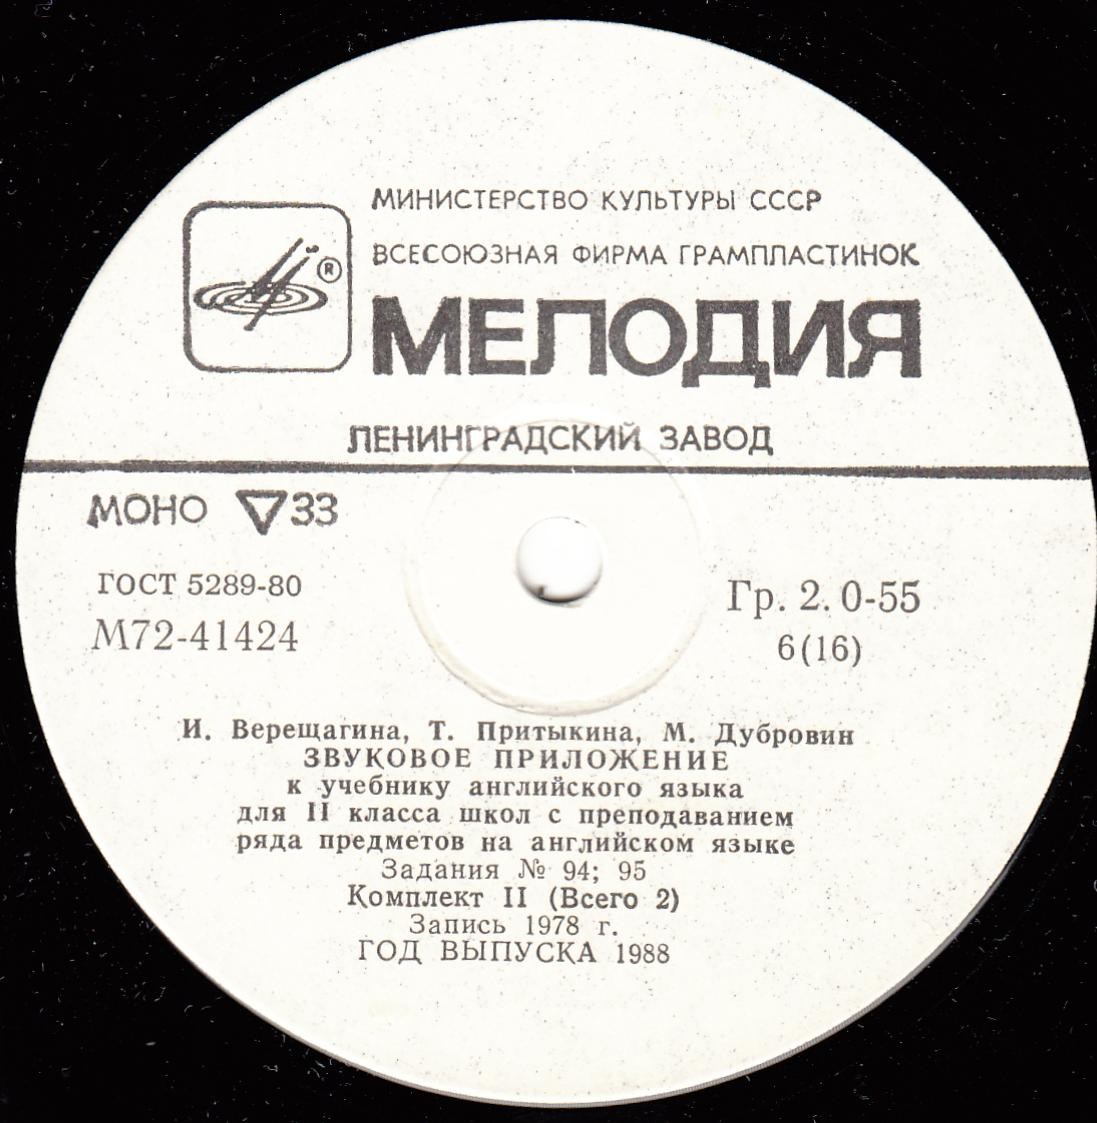 МИНИСТЕРСТВО КУЛЬТУРЫ СССР
ВСЕСОЮЗНАЯ ФИРМА ГРАМПЛАСТИНОК
®
МЕЛОДИЯ
ЛЕНИНГРАДСКИЙ ЗАВОД
МОНО ▽33
ГОСТ 5289-80
М72-41424
Гр. 2. 0-55
6(16)
И. Верещагина, Т. Притыкина, М. Дубровин
ЗВУКОВОЕ ПРИЛОЖЕНИЕ
к учебнику английского языка
для II класса школ с преподаванием
ряда предметов на английском языке
Задания № 94; 95
Комплект II (Всего 2)
Запись 1978 г.
ГОД ВЫПУСКА 1988